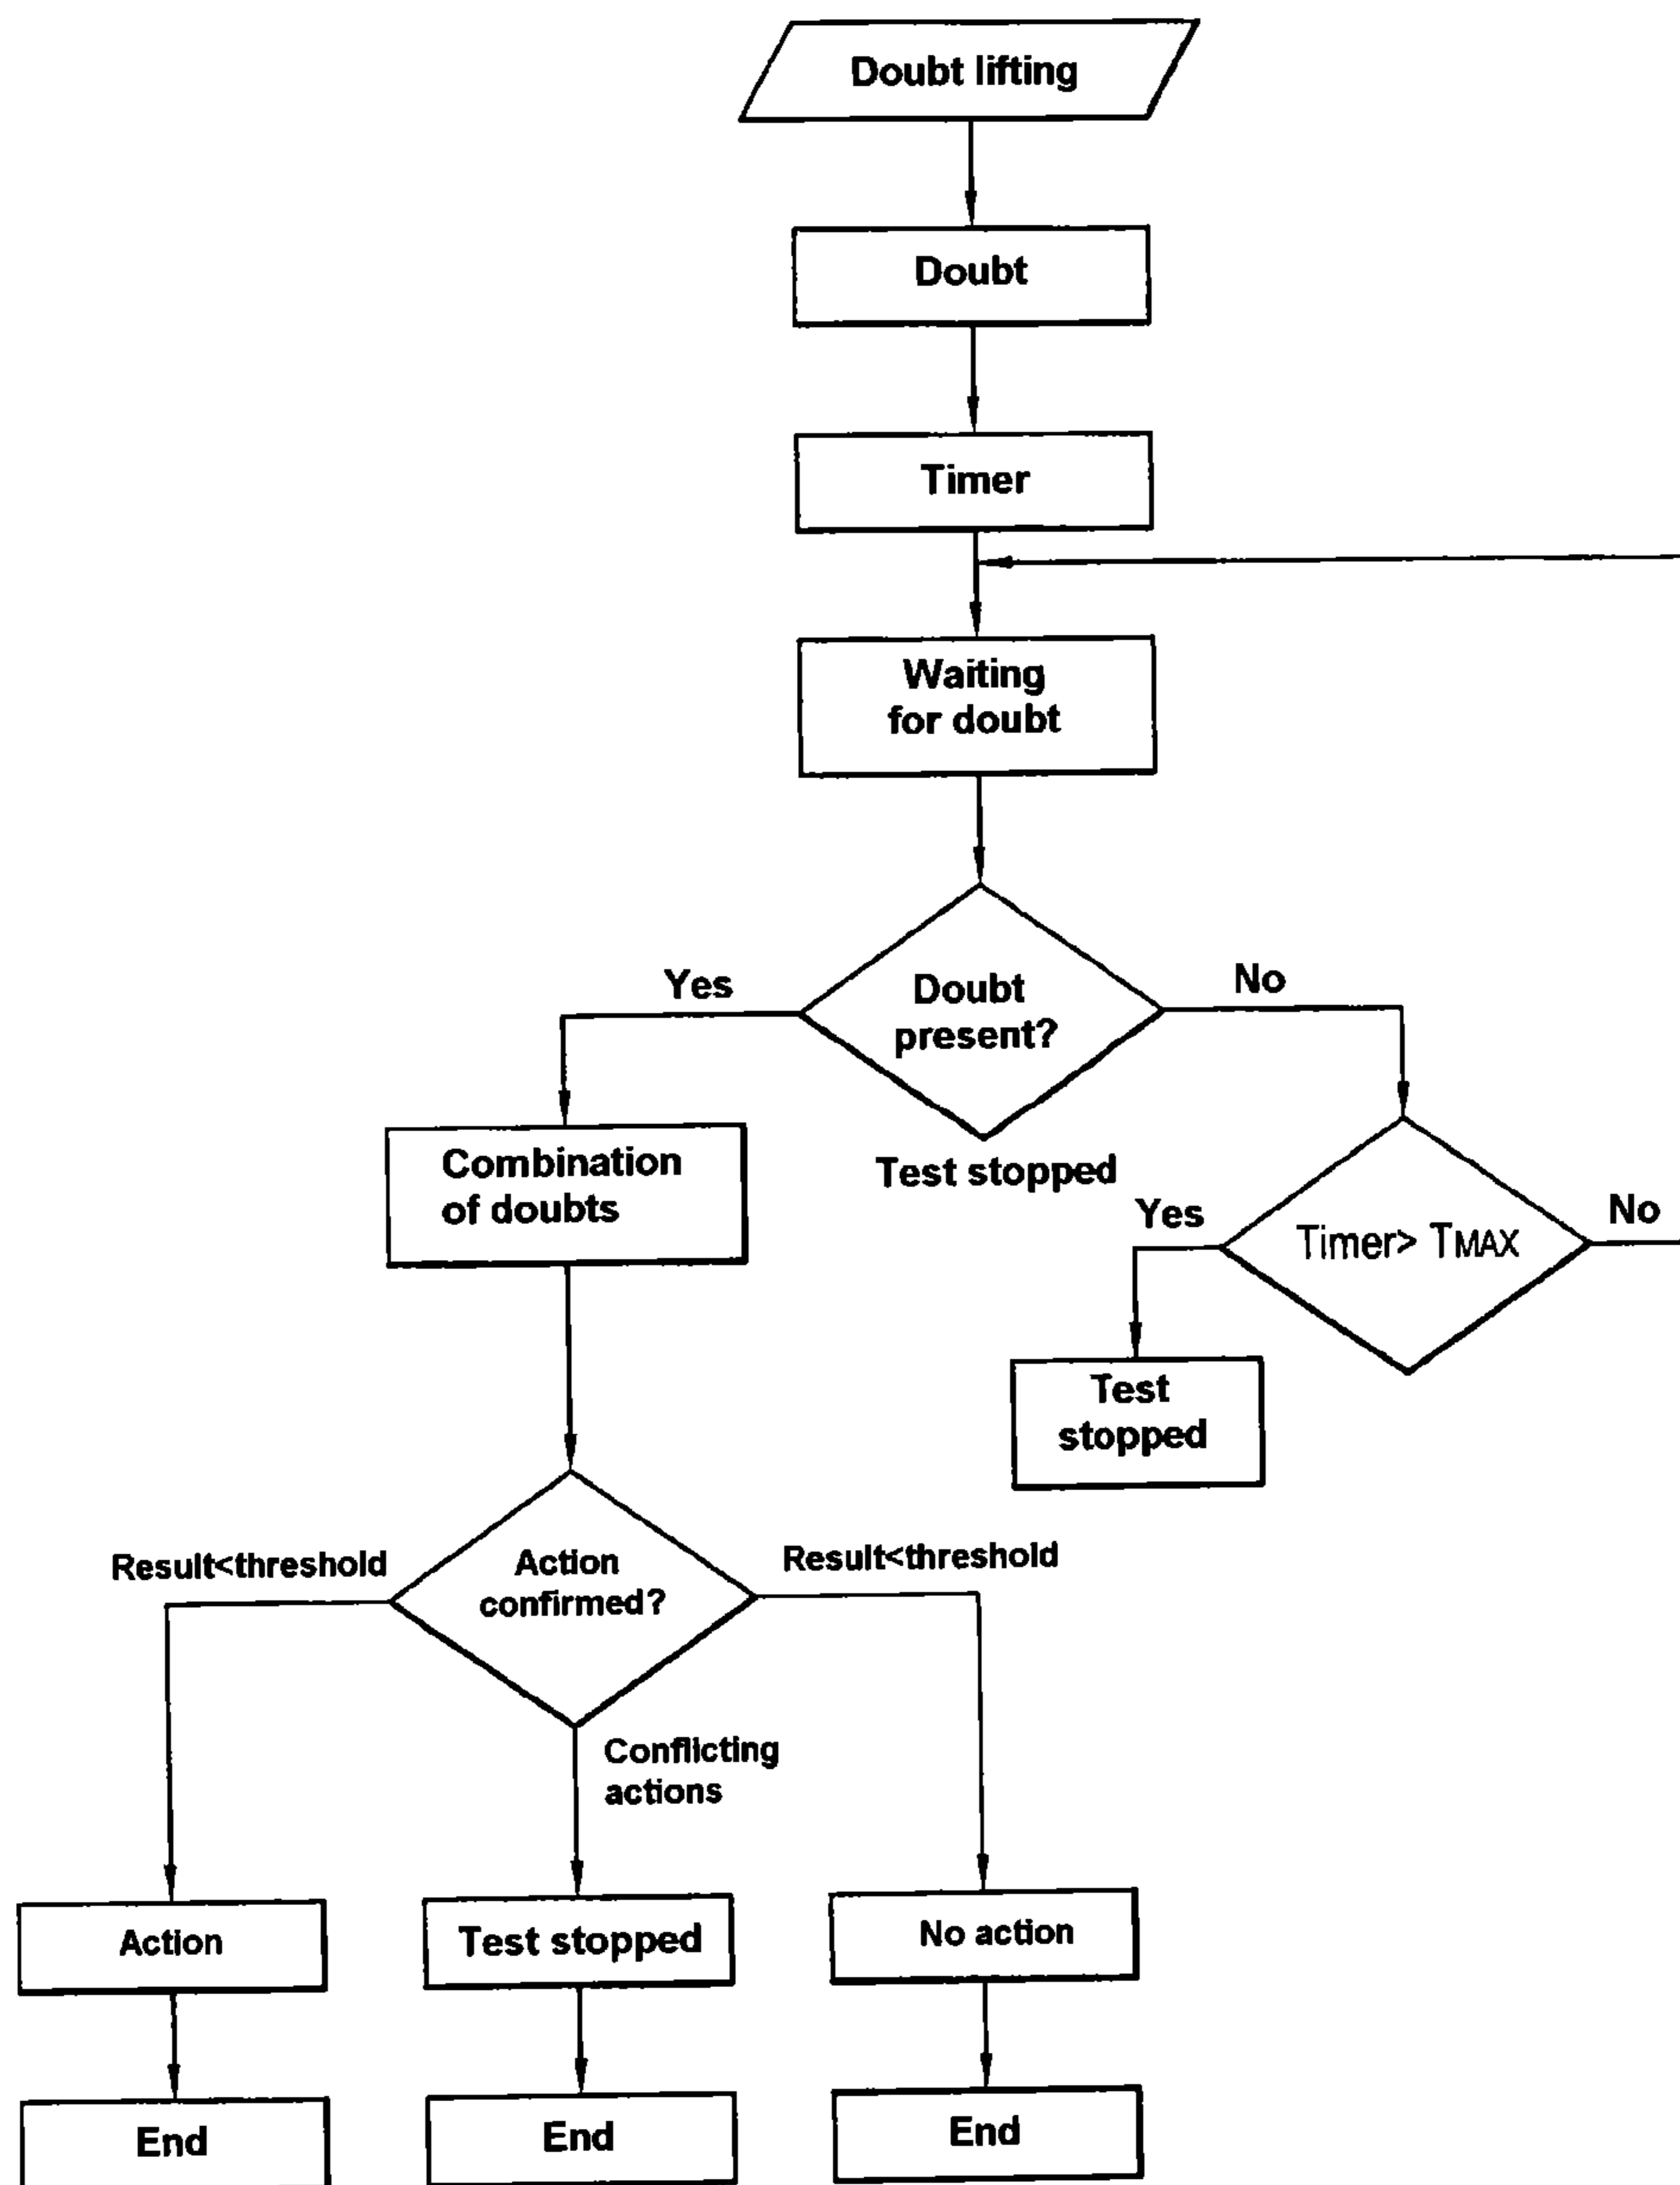 Doubt lifting
Doubt
Timer
Waiting
for doubt
Doubt
present?
Yes
No
Combination
of doubts
Test stopped
Timer> TMAX
Yes
No
Test
stopped
Action
confirmed?
Result<threshold
Result<threshold
Conflicting
actions
Action
Test stopped
No action
End
End
End